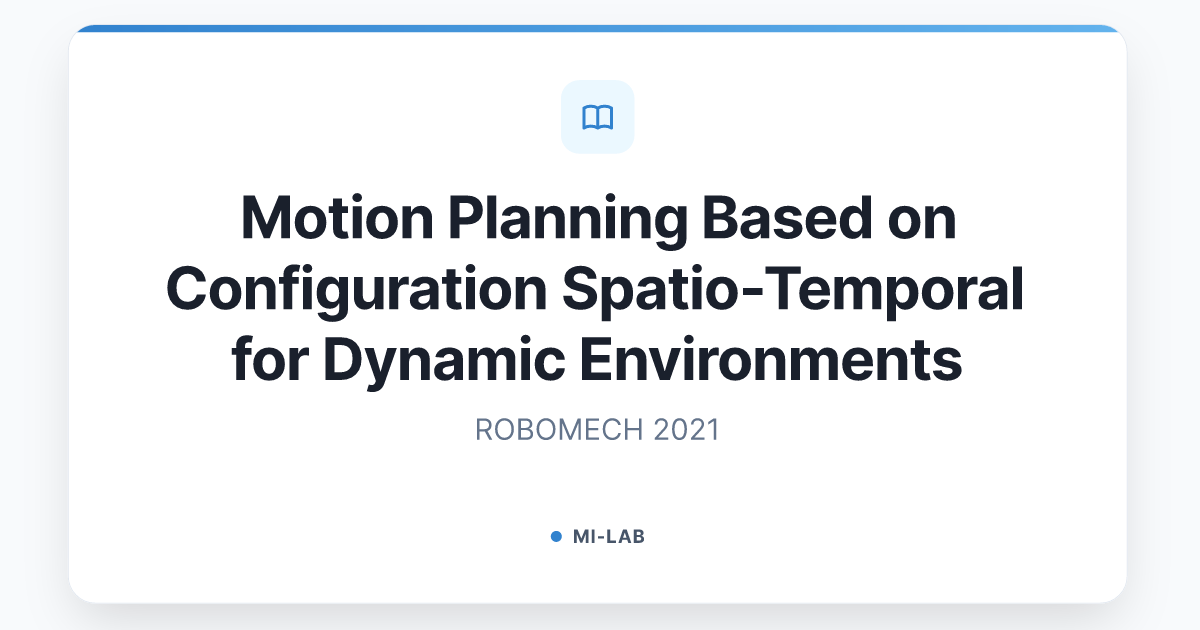 Motion Planning Based on
Configuration Spatio-Temporal
for Dynamic Environments
ROBOMECH 2021
MI-LAB